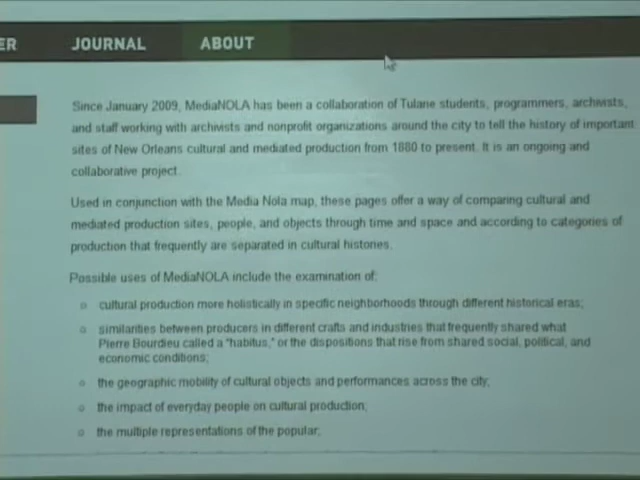 ER JOURNAL ABOUT
Since January 2009, MediaNOLA has been a collaboration of Tulane students, programmers, archivists,
and staff working with archivists and nonprofit organizations around the city to tell the history of important
sites of New Orleans cultural and mediated production from 1880 to present. It is an ongoing and
collaborative project.
Used in conjunction with the Media Nola map, these pages offer a way of comparing cultural and
mediated production sites, people, and objects through time and space and according to categories of
production that frequently are separated in cultural histories.
Possible uses of MediaNOLA include the examination of:
cultural production more holistically in specific neighborhoods through different historical eras;
similarities between producers in different crafts and industries that frequently shared what
Pierre Bourdieu called a "habitus," or the dispositions that rise from shared social, political, and
economic conditions;
the geographic mobility of cultural objects and performances across the city;
the impact of everyday people on cultural production;
the multiple representations of the popular;